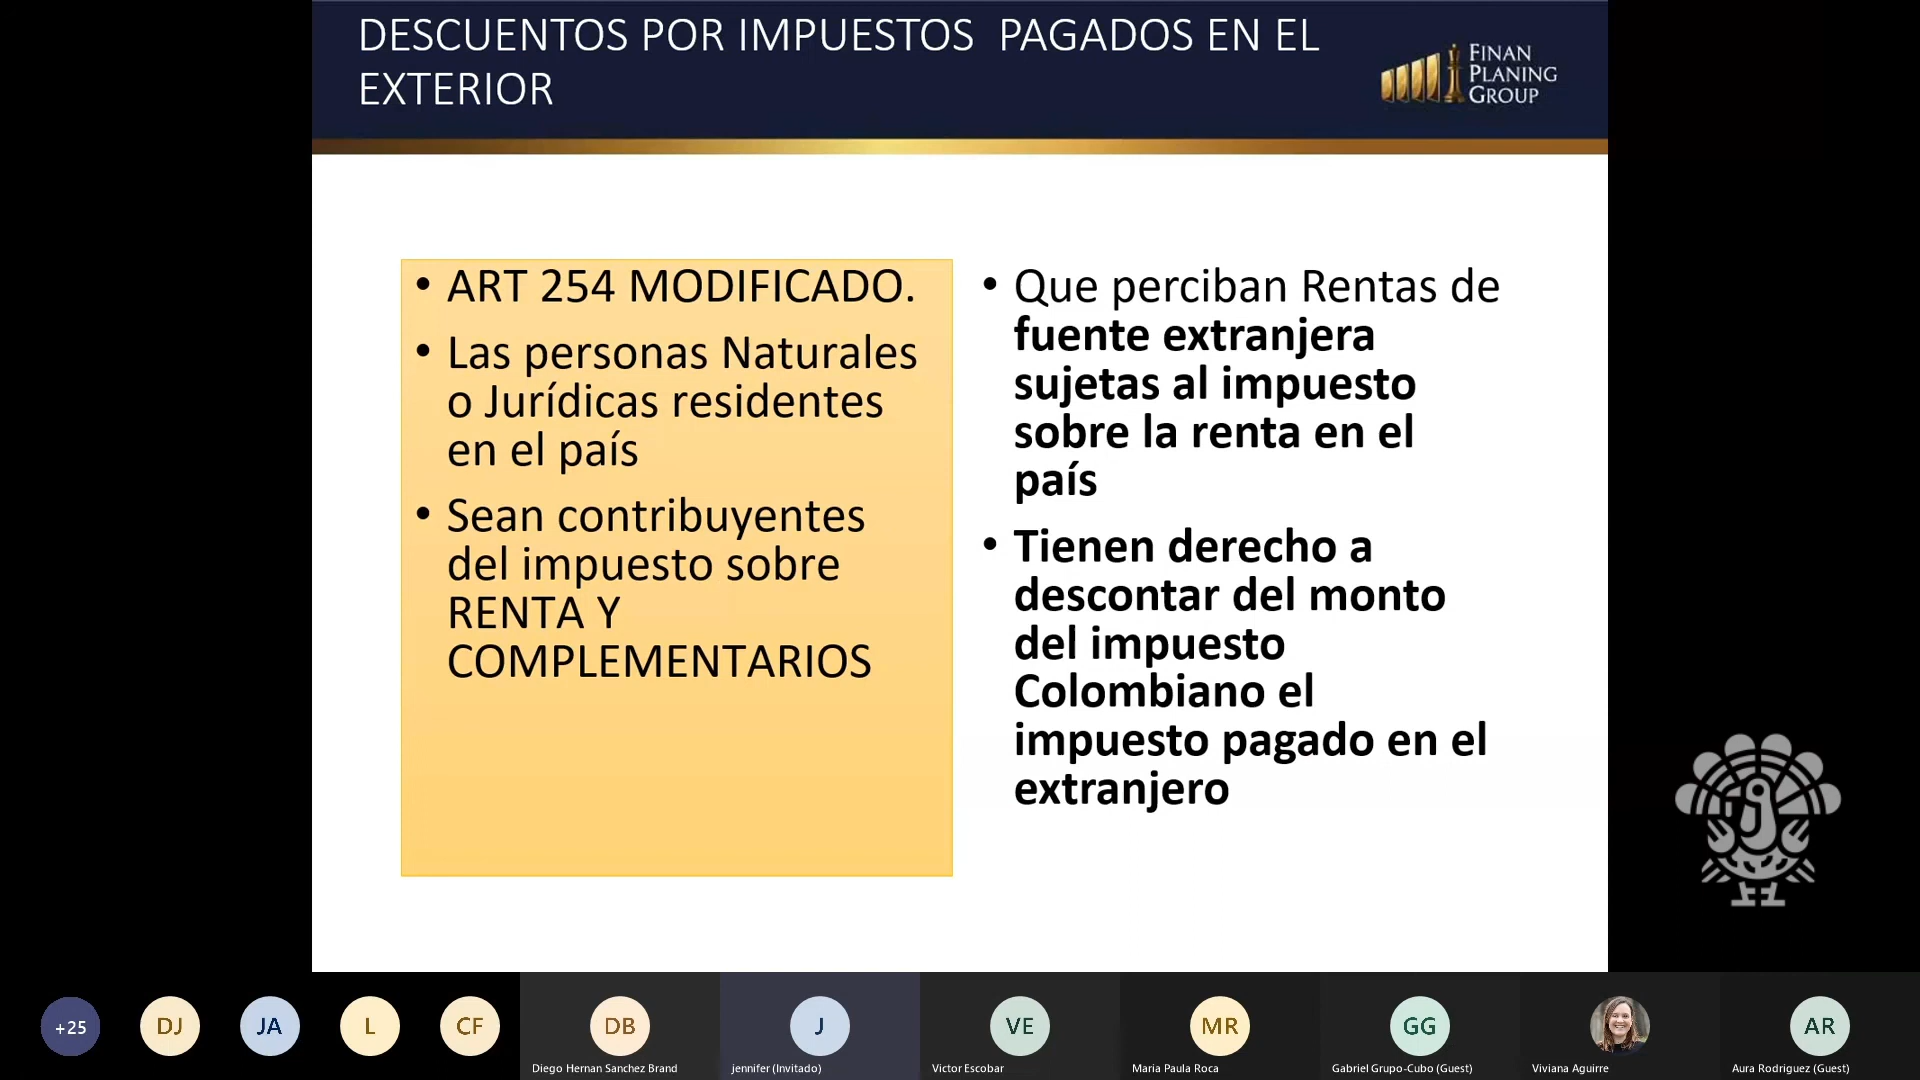 DESCUENTOS POR IMPUESTOS PAGADOS EN EL
EXTERIOR
FINAN
PLANING
GROUP
• ART 254 MODIFICADO.
• Las personas Naturales
o Jurídicas residentes
en el país
• Sean contribuyentes
del impuesto sobre
RENTA Y
COMPLEMENTARIOS
• Que perciban Rentas de
fuente extranjera
sujetas al impuesto
sobre la renta en el
país
• Tienen derecho a
descontar del monto
del impuesto
Colombiano el
impuesto pagado en el
extranjero
+25
DJ
JA
L
CF
DB
J
VE
MR
GG
AR
Diego Hernan Sanchez Brand
jennifer (Invitado)
Victor Escobar
Maria Paula Roca
Gabriel Grupo-Cubo (Guest)
Viviana Aguirre
Aura Rodriguez (Guest)